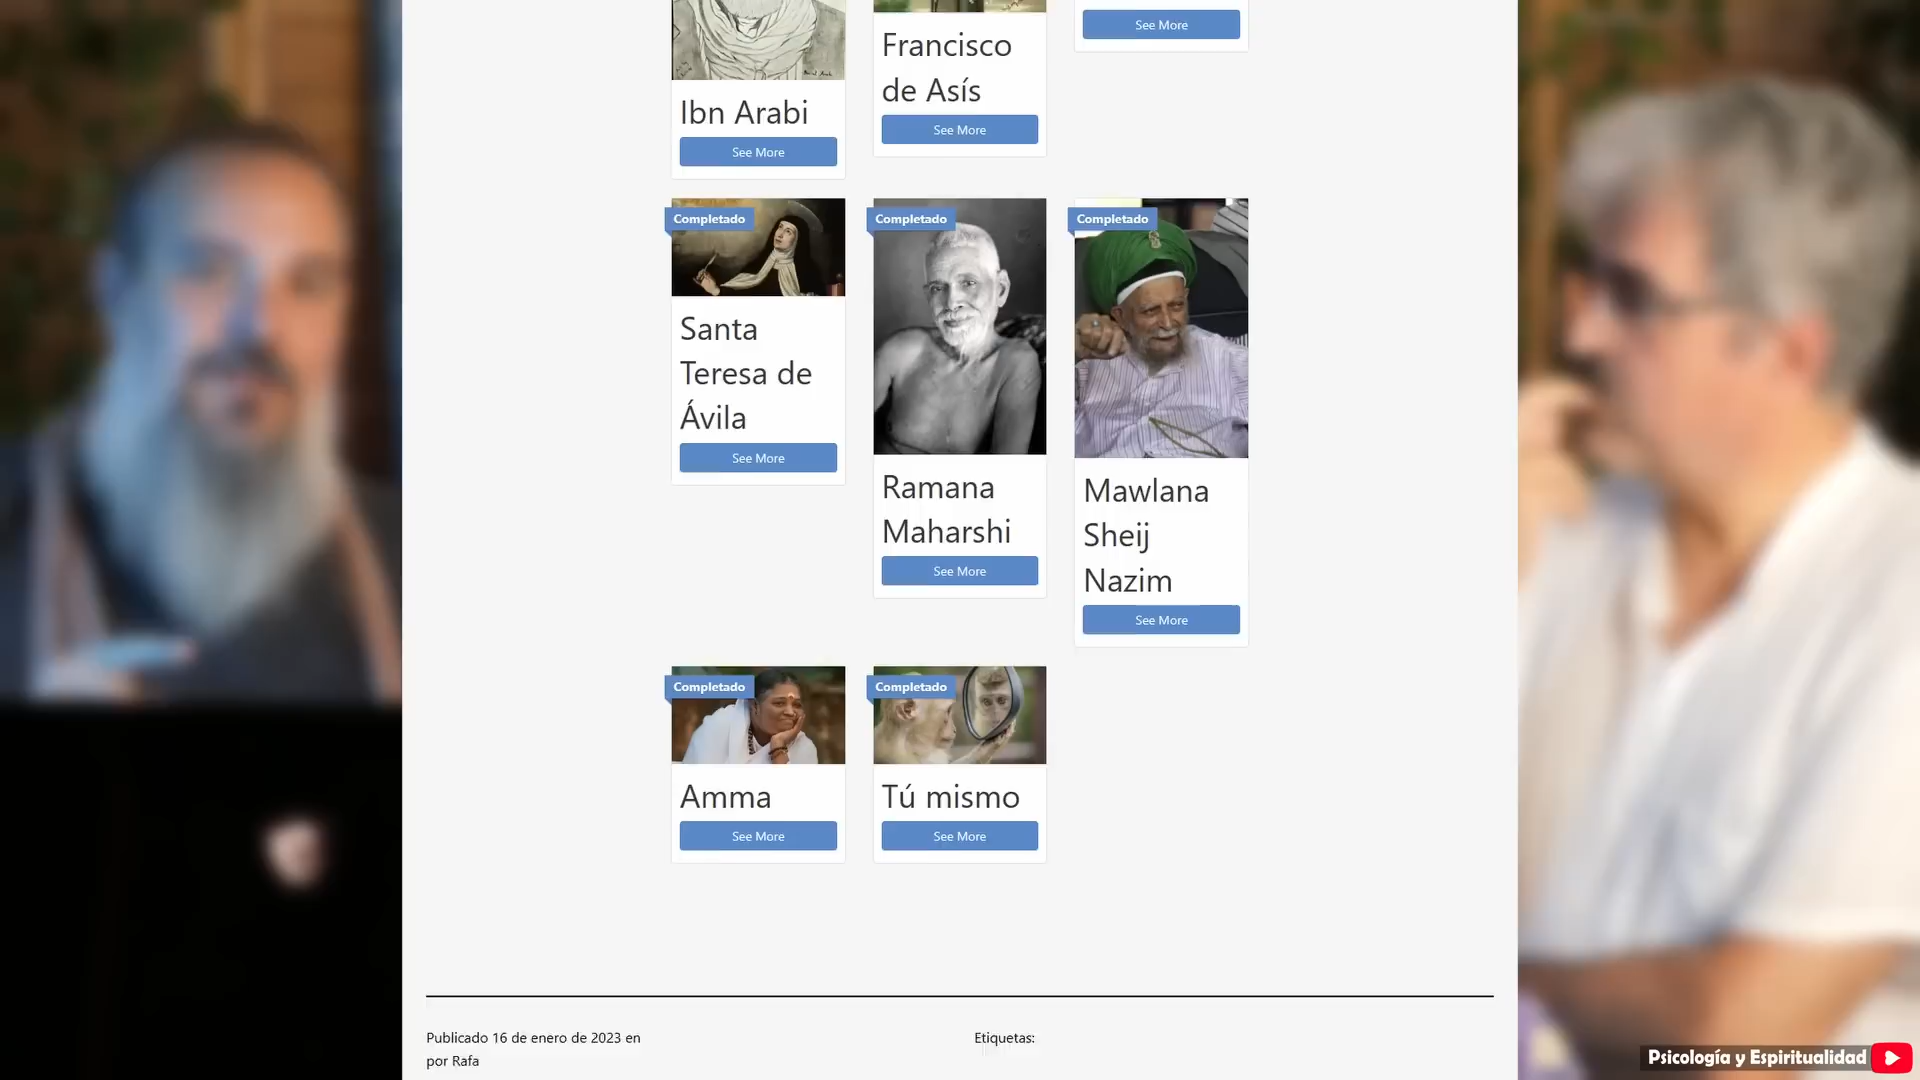 See More
Francisco
de Asís
See More
Ibn Arabi
See More
Completado
Santa
Teresa de
Ávila
See More
Completado
Ramana
Maharshi
See More
Completado
Mawlana
Sheij
Nazim
See More
Completado
Amma
See More
Completado
Tú mismo
See More
Publicado 16 de enero de 2023 en
por Rafa
Etiquetas:
Psicología y Espiritualidad